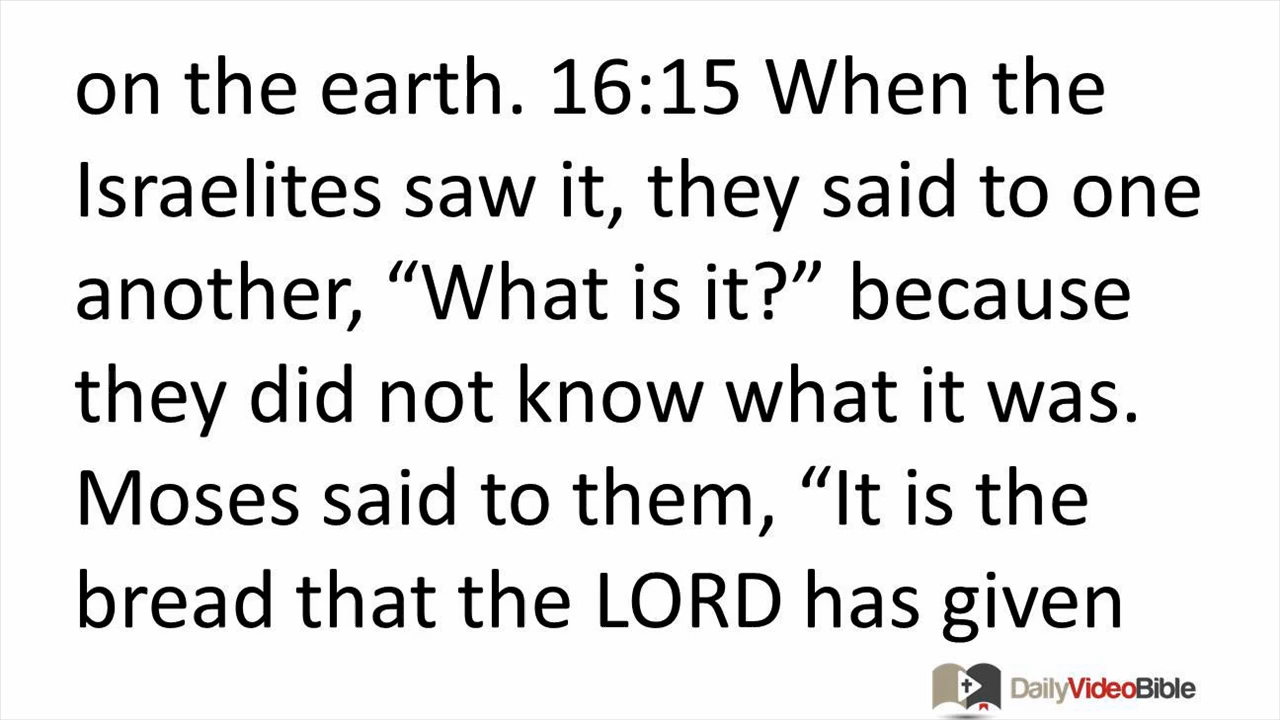 on the earth. 16:15 When the
Israelites saw it, they said to one
another, “What is it?” because
they did not know what it was.
Moses said to them, “It is the
bread that the LORD has given
DailyVideoBible